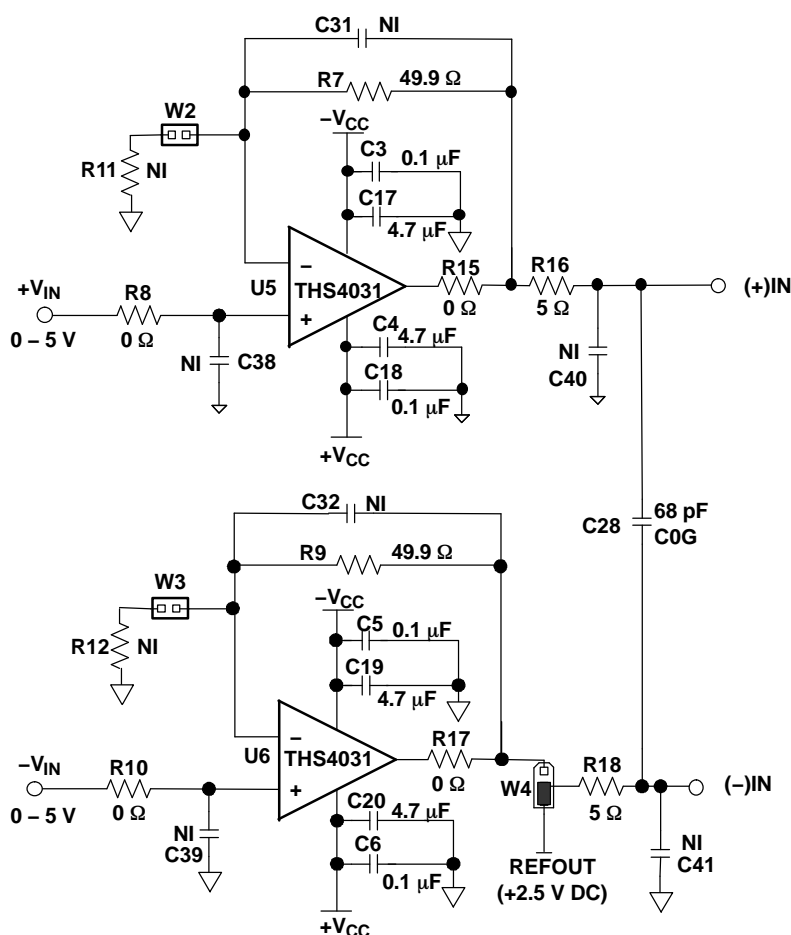 C31 NI
R7 49.9 Ω
W2
−VCC
R11 NI
C3 0.1 μF
C17
4.7 μF
U5 THS4031
−
+
R15
0 Ω
R16
5 Ω
(+)IN
+VIN
0 – 5 V
R8
0 Ω
NI C38
C4 4.7 μF
C18
0.1 μF
NI
C40
+VCC
C32 NI
R9 49.9 Ω
C28 68 pF
C0G
W3
−VCC
R12 NI
C5 0.1 μF
C19
4.7 μF
U6 THS4031
−
+
R17
0 Ω
W4
R18
5 Ω
(−)IN
−VIN
0 – 5 V
R10
0 Ω
NI
C39
C20 4.7 μF
C6
0.1 μF
REFOUT
(+2.5 V DC)
NI
C41
+VCC